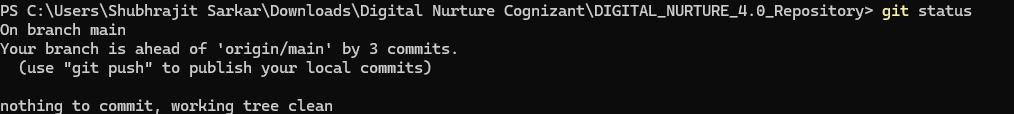 PS C:\Users\Shubhrajit Sarkar\Downloads\Digital Nurture Cognizant\DIGITAL_NURTURE_4.0_Repository> git status
On branch main
Your branch is ahead of 'origin/main' by 3 commits.
  (use "git push" to publish your local commits)

nothing to commit, working tree clean